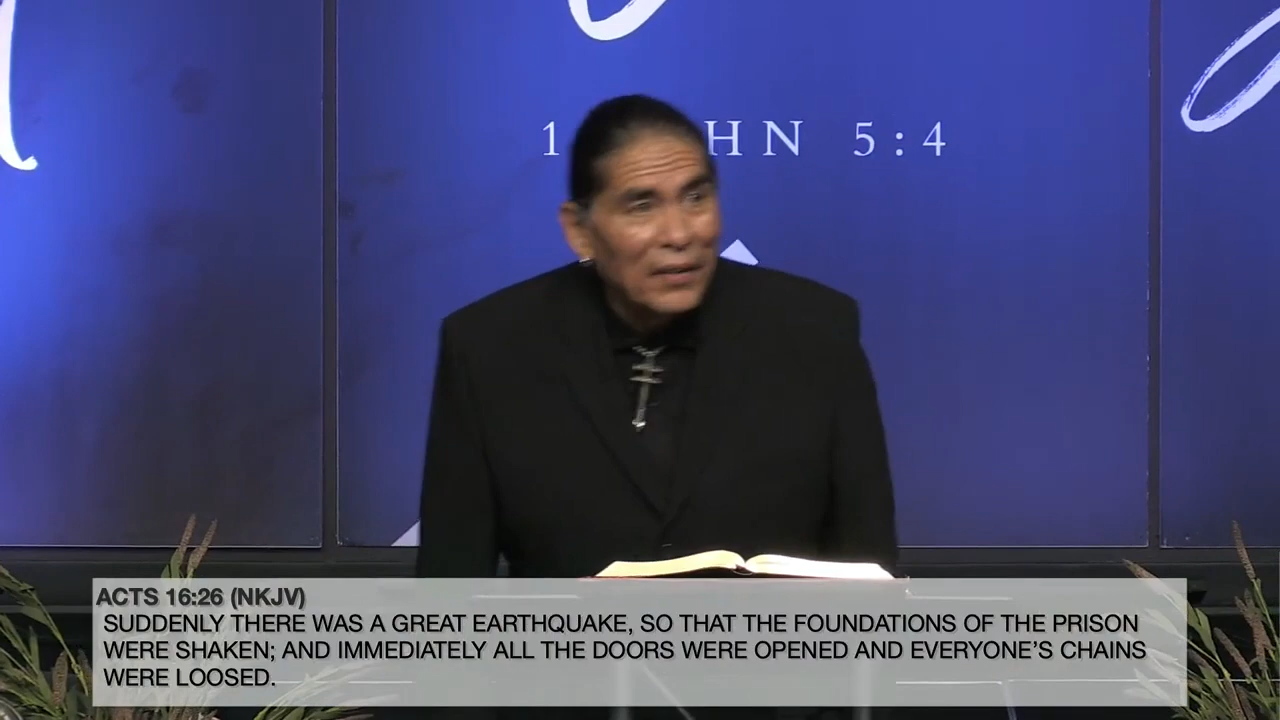 1 HN 5:4
ACTS 16:26 (NKJV)
SUDDENLY THERE WAS A GREAT EARTHQUAKE, SO THAT THE FOUNDATIONS OF THE PRISON
WERE SHAKEN; AND IMMEDIATELY ALL THE DOORS WERE OPENED AND EVERYONE’S CHAINS
WERE LOOSED.